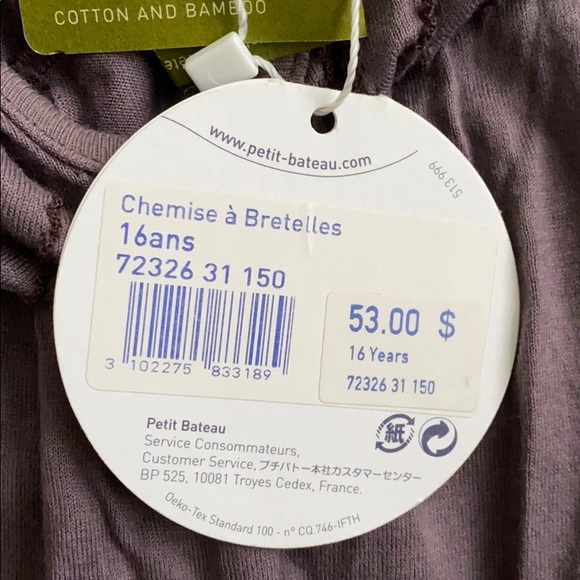 COTTON AND BAMBOO
www.petit-bateau.com
513 999
Chemise à Bretelles
16ans
72326 31 150
3 102275 833189
53.00 $
16 Years
72326 31 150
Petit Bateau
Service Consommateurs,
Customer Service, プチバトー本社カスタマーセンター
BP 525, 10081 Troyes Cedex, France.
紙
Oeko-Tex Standard 100 - n° CQ.746-IFTH